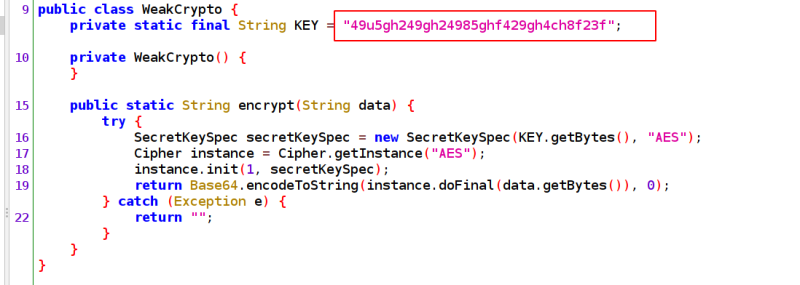 9 public class WeakCrypto {
private static final String KEY = "49u5gh249gh24985ghf429gh4ch8f23f";
10 private WeakCrypto() {
}
15 public static String encrypt(String data) {
try {
16 SecretKeySpec secretKeySpec = new SecretKeySpec(KEY.getBytes(), "AES");
17 Cipher instance = Cipher.getInstance("AES");
18 instance.init(1, secretKeySpec);
19 return Base64.encodeToString(instance.doFinal(data.getBytes()), 0);
} catch (Exception e) {
22 return "";
}
}
}